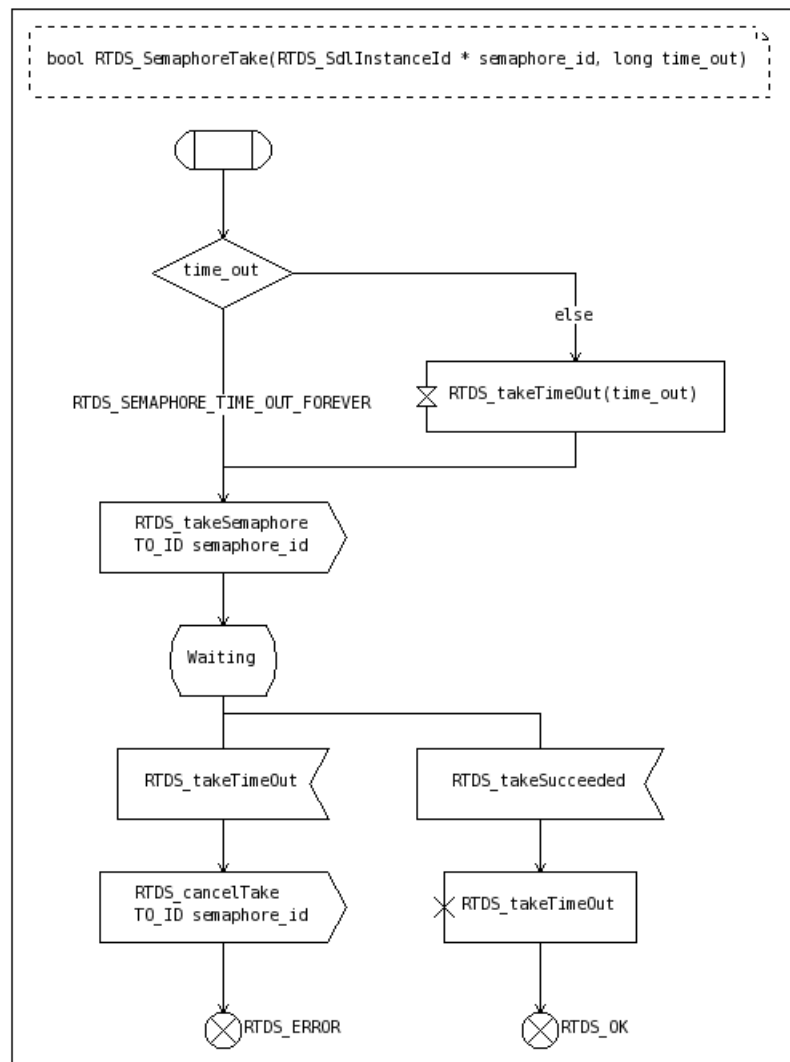 bool RTDS_SemaphoreTake(RTDS_SdlInstanceId * semaphore_id, long time_out)
time_out
else
RTDS_SEMAPHORE_TIME_OUT_FOREVER
RTDS_takeTimeOut(time_out)
RTDS_takeSemaphore
TO_ID semaphore_id
Waiting
RTDS_takeTimeOut
RTDS_takeSucceeded
RTDS_cancelTake
TO_ID semaphore_id
RTDS_takeTimeOut
RTDS_ERROR
RTDS_OK